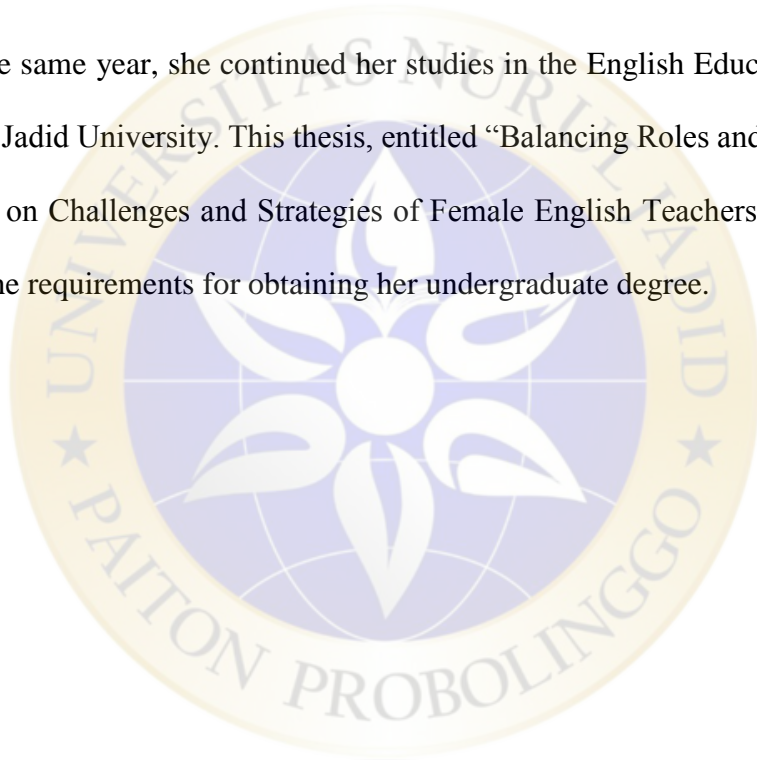 e same year, she continued her studies in the English Educ
Jadid University. This thesis, entitled “Balancing Roles and
on Challenges and Strategies of Female English Teachers
he requirements for obtaining her undergraduate degree.
UNIVERSITAS NURUL JADID
★ PAITON PROBOLINGGO ★